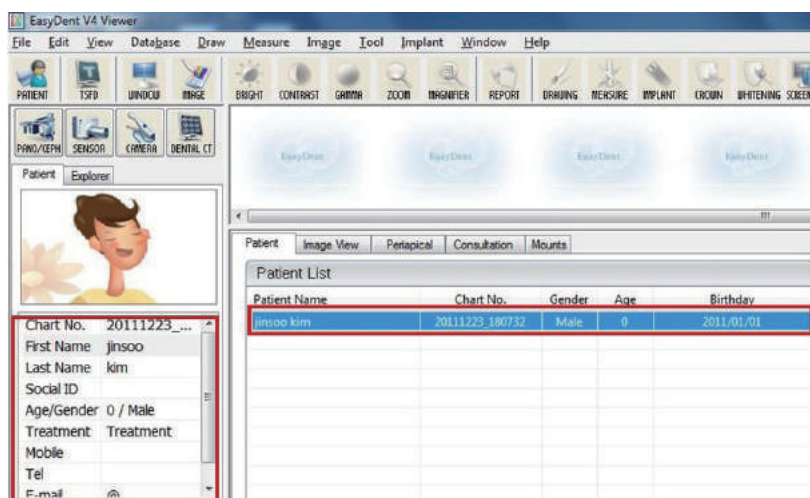 EasyDent V4 Viewer
File Edit View Database Draw Measure Image Tool Implant Window Help
PATIENT TSFD WINDOW IMAGE BRIGHT CONTRAST GAMMA ZOOM MAGNIFIER REPORT DRAWING MEASURE IMPLANT CROWN WHITENING
PANO/CEPH SENSOR CAMERA DENTAL CT
EasyDent EasyDent EasyDent EasyDent
Patient Explorer
Patient Image View Periapical Consultation Mounts
Patient List
Patient Name Chart No. Gender Age Birthday
jinsoo kim 20111223_180732 Male 0 2011/01/01
Chart No. 20111223_...
First Name jinsoo
Last Name kim
Social ID
Age/Gender 0 / Male
Treatment Treatment
Mobile
Tel
E-mail @